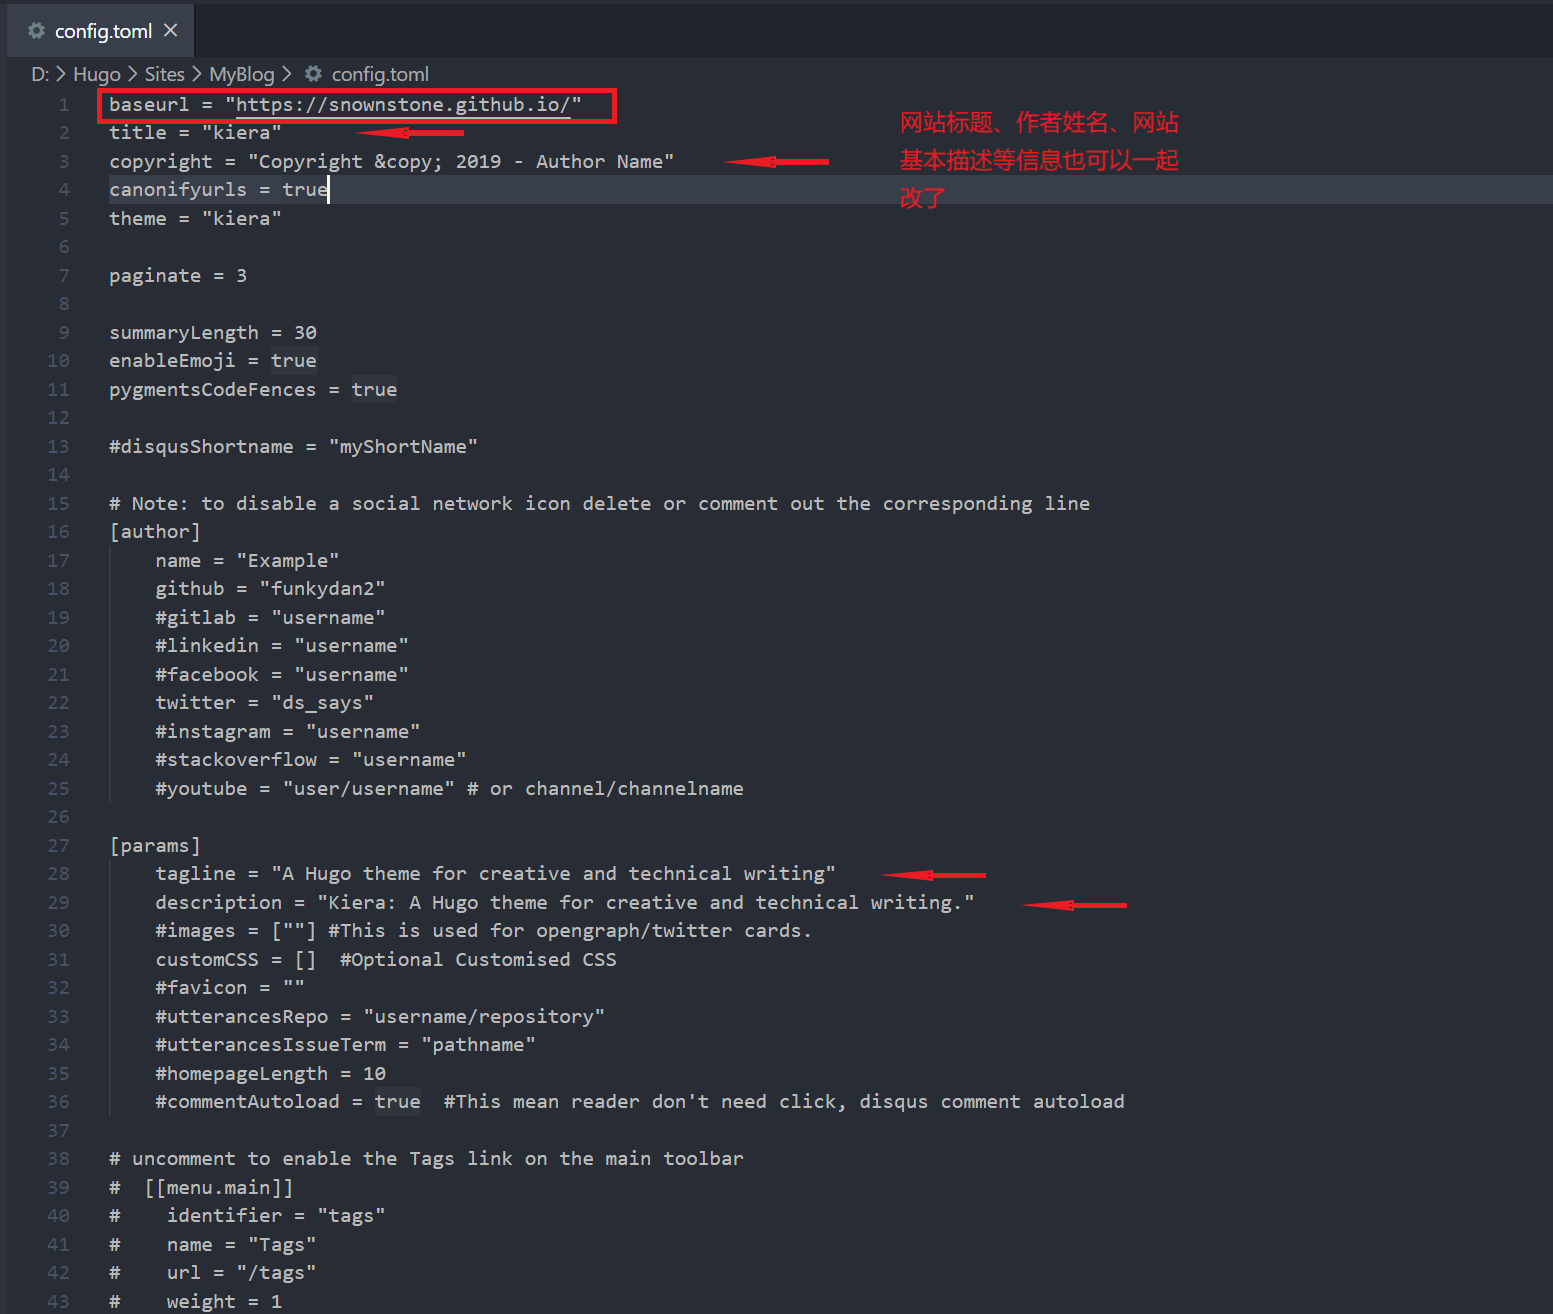 config.toml
D: > Hugo > Sites > MyBlog > config.toml
1 baseurl = "https://snownstone.github.io/"
2 title = "kiera"
3 copyright = "Copyright &copy; 2019 - Author Name"
4 canonifyurls = true
5 theme = "kiera"
6
7 paginate = 3
8
9 summaryLength = 30
10 enableEmoji = true
11 pygmentsCodeFences = true
12
13 #disqusShortname = "myShortName"
14
15 # Note: to disable a social network icon delete or comment out the corresponding line
16 [author]
17     name = "Example"
18     github = "funkydan2"
19     #gitlab = "username"
20     #linkedin = "username"
21     #facebook = "username"
22     twitter = "ds_says"
23     #instagram = "username"
24     #stackoverflow = "username"
25     #youtube = "user/username" # or channel/channelname
26
27 [params]
28     tagline = "A Hugo theme for creative and technical writing"
29     description = "Kiera: A Hugo theme for creative and technical writing."
30     #images = [""] #This is used for opengraph/twitter cards.
31     customCSS = []  #Optional Customised CSS
32     #favicon = ""
33     #utterancesRepo = "username/repository"
34     #utterancesIssueTerm = "pathname"
35     #homepageLength = 10
36     #commentAutoload = true  #This mean reader don't need click, disqus comment autoload
37
38 # uncomment to enable the Tags link on the main toolbar
39 #  [[menu.main]]
40 #    identifier = "tags"
41 #    name = "Tags"
42 #    url = "/tags"
43 #    weight = 1
网站标题、作者姓名、网站
基本描述等信息也可以一起
改了